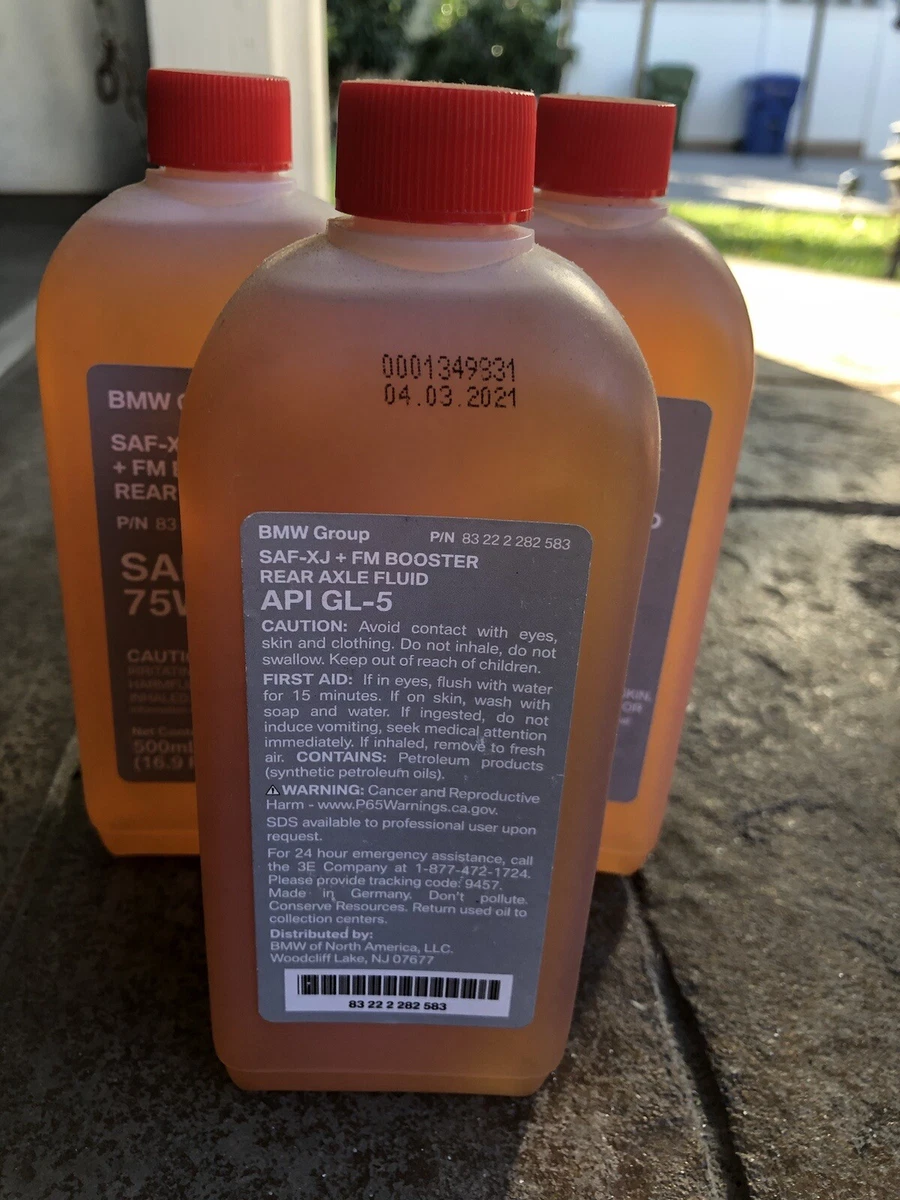 0001349931
04.03.2021
BMW Group P/N 83 22 2 282 583
SAF-XJ + FM BOOSTER
REAR AXLE FLUID
API GL-5
CAUTION: Avoid contact with eyes,
skin and clothing. Do not inhale, do not
swallow. Keep out of reach of children.
FIRST AID: If in eyes, flush with water
for 15 minutes. If on skin, wash with
soap and water. If ingested, do not
induce vomiting, seek medical attention
immediately. If inhaled, remove to fresh
air. CONTAINS: Petroleum products
(synthetic petroleum oils).
⚠WARNING: Cancer and Reproductive
Harm - www.P65Warnings.ca.gov.
SDS available to professional user upon
request.
For 24 hour emergency assistance, call
the 3E Company at 1-877-472-1724.
Please provide tracking code: 9457.
Made in Germany. Don't pollute.
Conserve Resources. Return used oil to
collection centers.
Distributed by:
BMW of North America, LLC.
Woodcliff Lake, NJ 07677
83 22 2 282 583
BMW
SAF-X
+ FM
REAR
P/N 83
SA
75
CAUTI
500mL
(16.9
SKIN,
OR